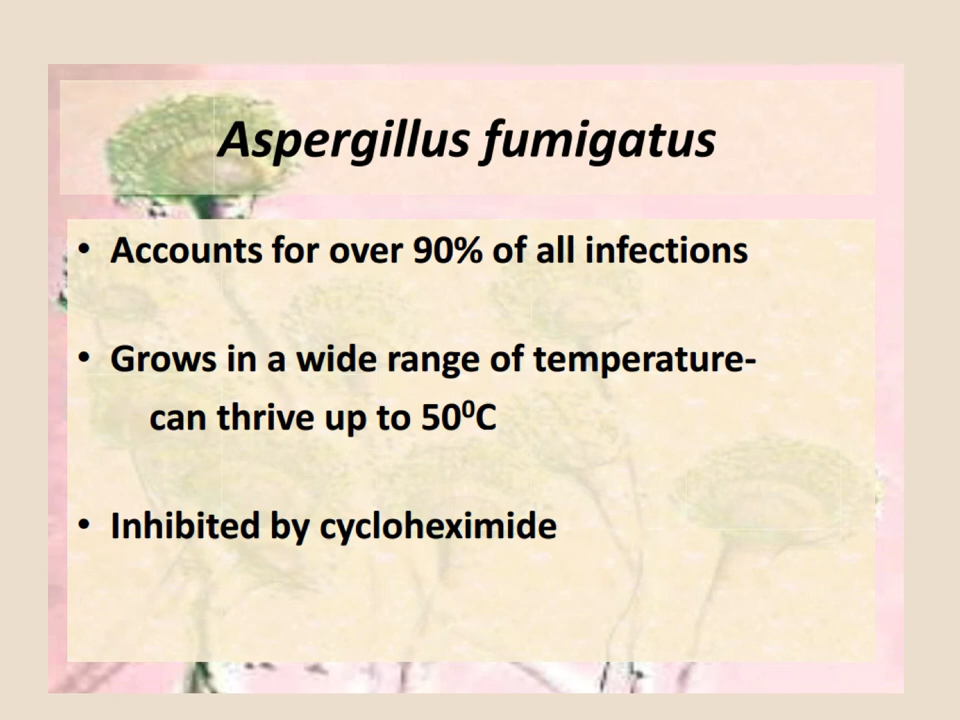 Aspergillus fumigatus
• Accounts for over 90% of all infections
• Grows in a wide range of temperature-
can thrive up to 50⁰C
• Inhibited by cycloheximide